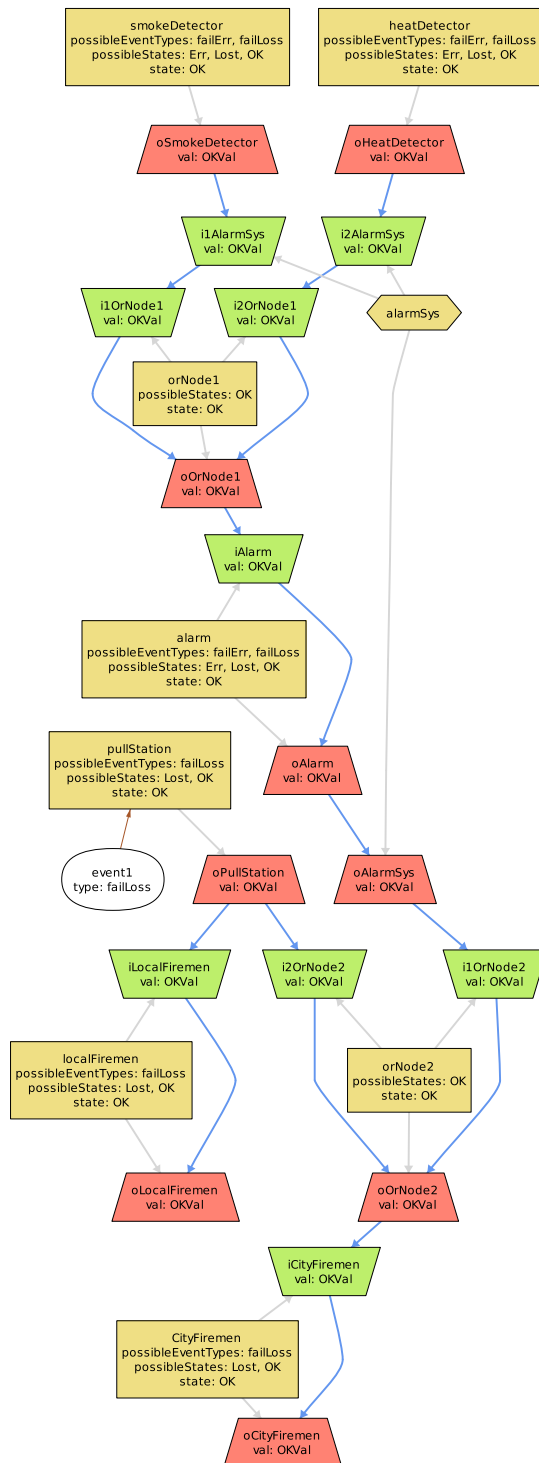 smokeDetector
possibleEventTypes: failErr, failLoss
possibleStates: Err, Lost, OK
state: OK
heatDetector
possibleEventTypes: failErr, failLoss
possibleStates: Err, Lost, OK
state: OK
oSmokeDetector
val: OKVal
oHeatDetector
val: OKVal
i1AlarmSys
val: OKVal
i2AlarmSys
val: OKVal
i1OrNode1
val: OKVal
i2OrNode1
val: OKVal
alarmSys
orNode1
possibleStates: OK
state: OK
oOrNode1
val: OKVal
iAlarm
val: OKVal
alarm
possibleEventTypes: failErr, failLoss
possibleStates: Err, Lost, OK
state: OK
pullStation
possibleEventTypes: failLoss
possibleStates: Lost, OK
state: OK
oAlarm
val: OKVal
event1
type: failLoss
oPullStation
val: OKVal
oAlarmSys
val: OKVal
iLocalFiremen
val: OKVal
i2OrNode2
val: OKVal
i1OrNode2
val: OKVal
localFiremen
possibleEventTypes: failLoss
possibleStates: Lost, OK
state: OK
orNode2
possibleStates: OK
state: OK
oLocalFiremen
val: OKVal
oOrNode2
val: OKVal
iCityFiremen
val: OKVal
CityFiremen
possibleEventTypes: failLoss
possibleStates: Lost, OK
state: OK
oCityFiremen
val: OKVal